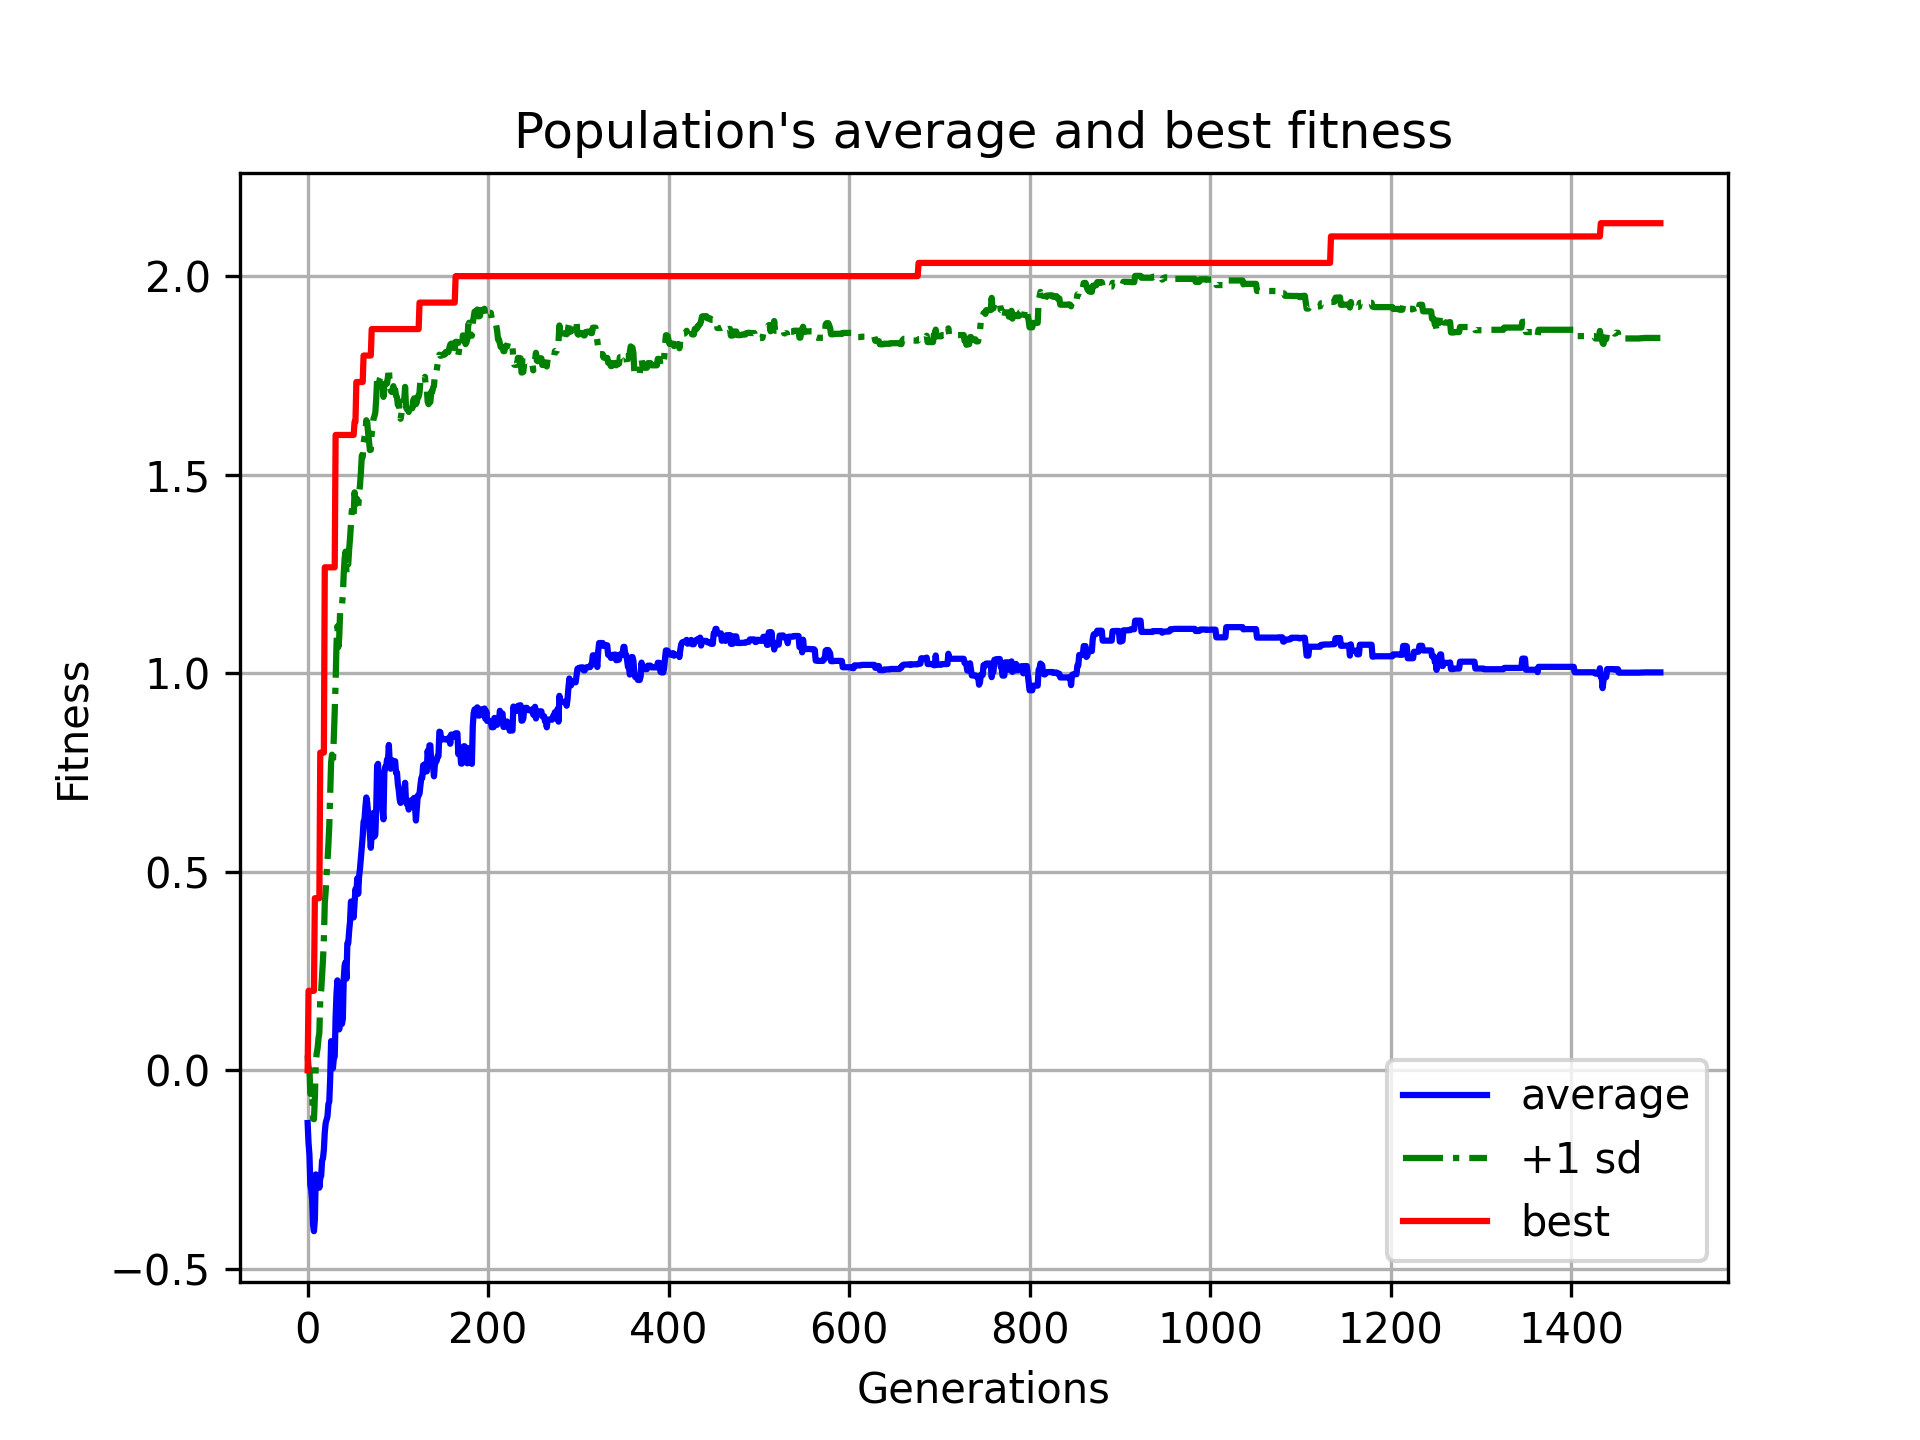 Population's average and best fitness
Fitness
2.0
1.5
1.0
0.5
0.0
−0.5
0 200 400 600 800 1000 1200 1400
Generations
average
+1 sd
best